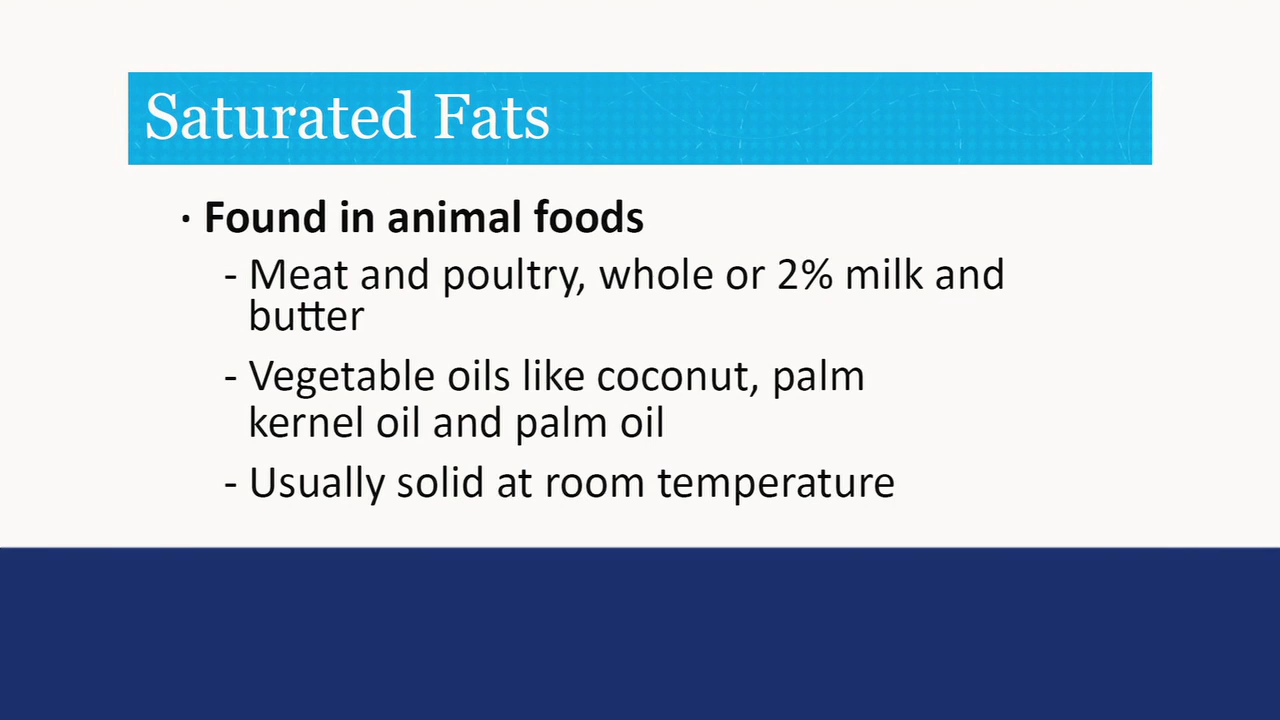 Saturated Fats
· Found in animal foods
- Meat and poultry, whole or 2% milk and
butter
- Vegetable oils like coconut, palm
kernel oil and palm oil
- Usually solid at room temperature